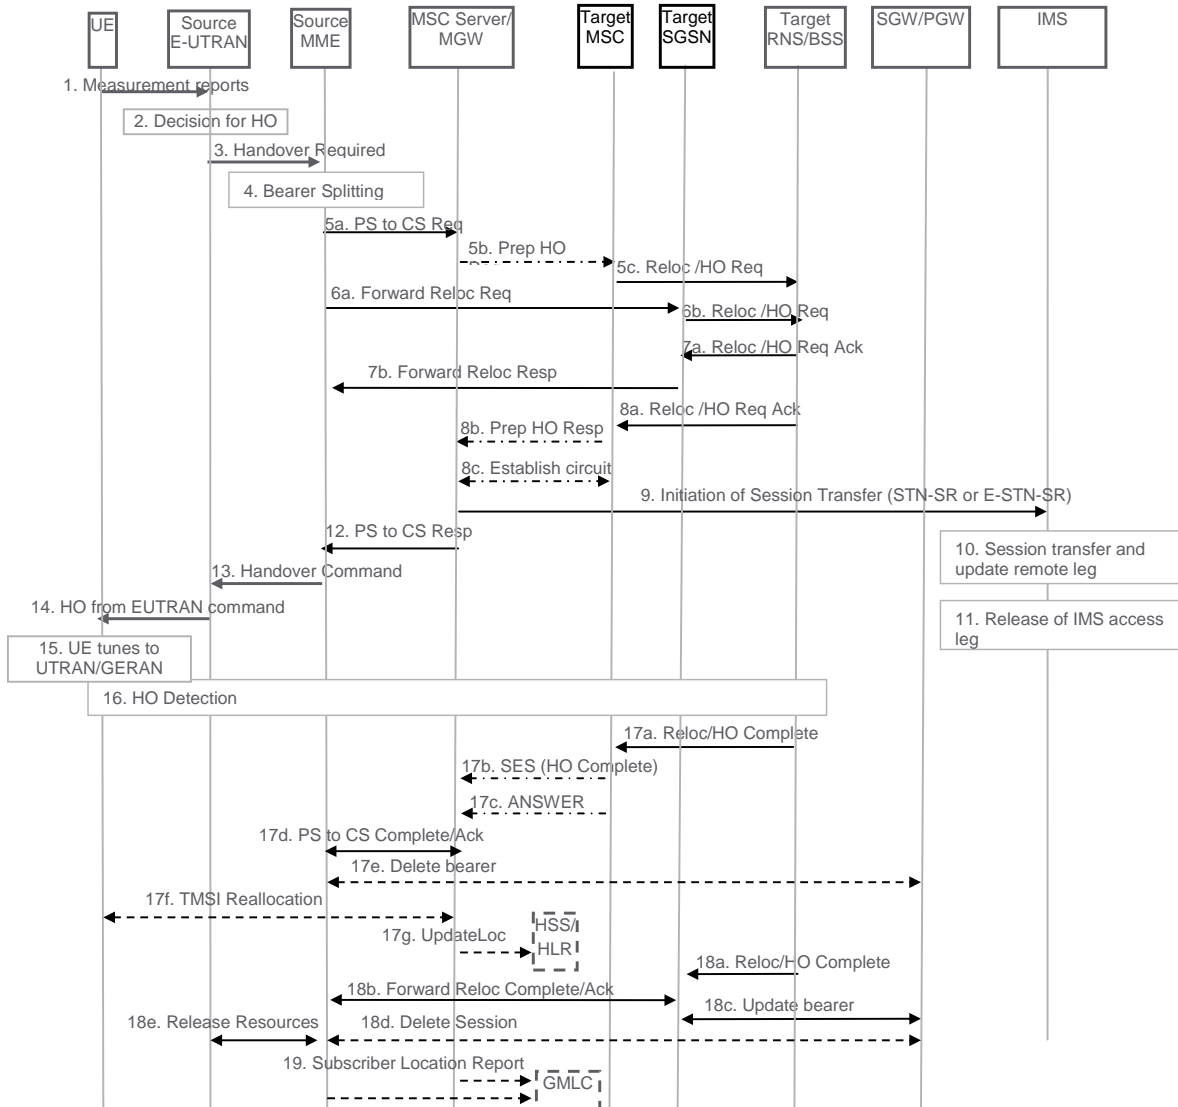 UE
Source
E-UTRAN
Source
MME
MSC Server/
MGW
Target
MSC
Target
SGSN
Target
RNS/BSS
SGW/PGW
IMS
1. Measurement reports
2. Decision for HO
3. Handover Required
4. Bearer Splitting
5a. PS to CS Req
5b. Prep HO
5c. Reloc /HO Req
6a. Forward Reloc Req
6b. Reloc /HO Req
7a. Reloc /HO Req Ack
7b. Forward Reloc Resp
8a. Reloc /HO Req Ack
8b. Prep HO Resp
8c. Establish circuit
9. Initiation of Session Transfer (STN-SR or E-STN-SR)
12. PS to CS Resp
10. Session transfer and
update remote leg
13. Handover Command
14. HO from EUTRAN command
11. Release of IMS access
leg
15. UE tunes to
UTRAN/GERAN
16. HO Detection
17a. Reloc/HO Complete
17b. SES (HO Complete)
17c. ANSWER
17d. PS to CS Complete/Ack
17e. Delete bearer
17f. TMSI Reallocation
17g. UpdateLoc
HSS/
HLR
18a. Reloc/HO Complete
18b. Forward Reloc Complete/Ack
18c. Update bearer
18e. Release Resources
18d. Delete Session
19. Subscriber Location Report
GMLC